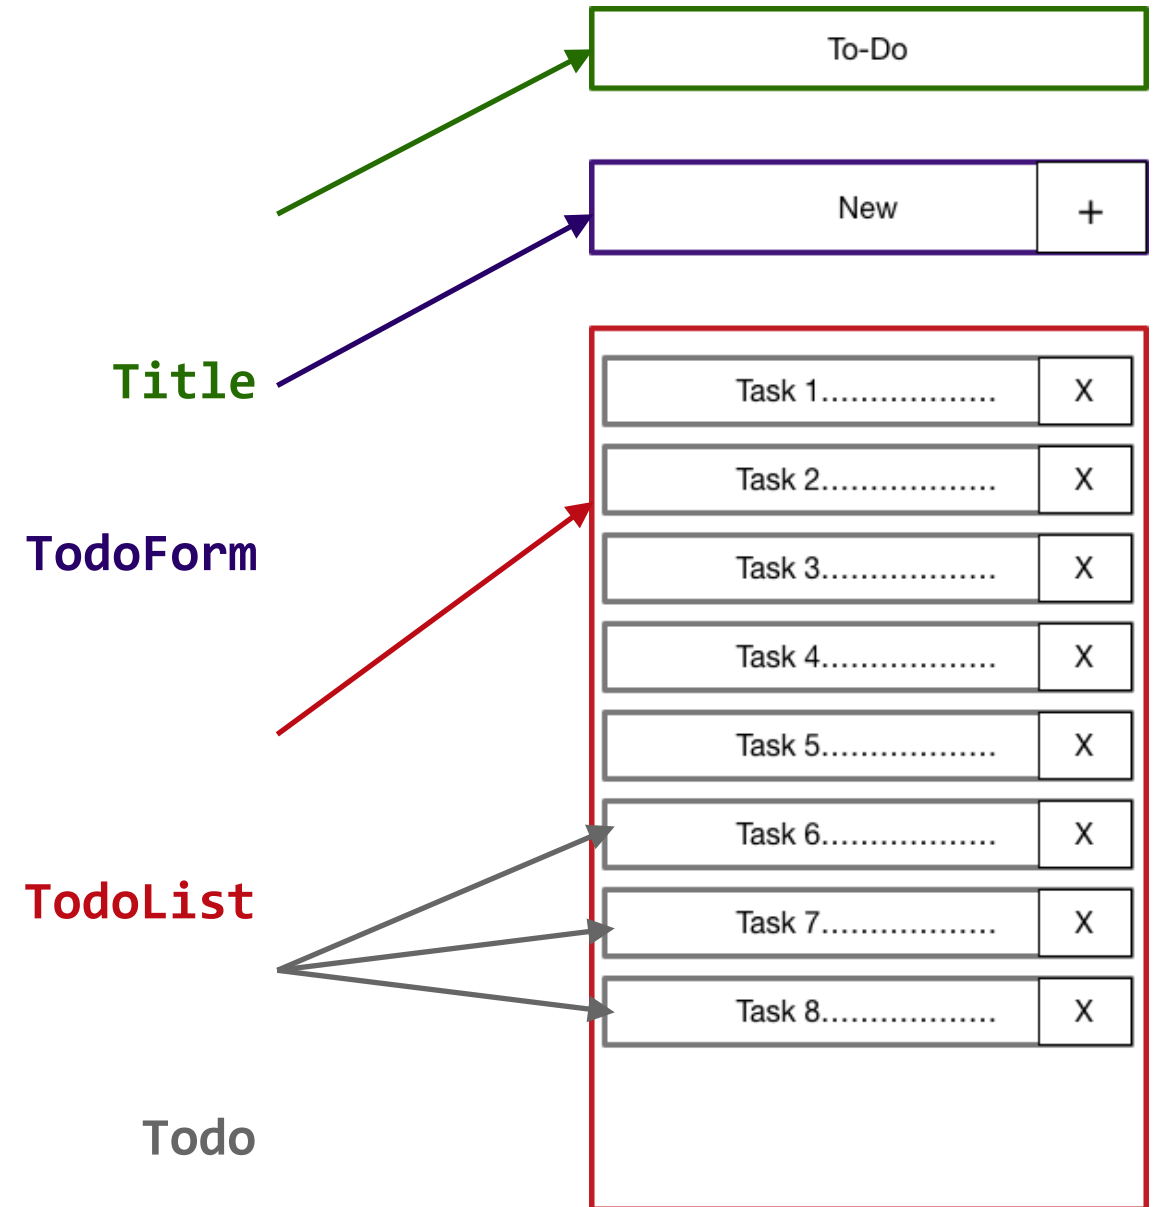 To-Do
New +
Title
Task 1.................. X
Task 2.................. X
TodoForm
Task 3.................. X
Task 4.................. X
Task 5.................. X
Task 6.................. X
TodoList
Task 7.................. X
Task 8.................. X
Todo